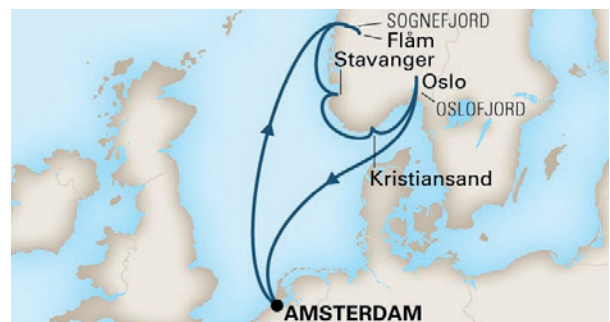 SOGNEFJORD
Flåm
Stavanger
Oslo
OSLOFJORD
Kristiansand
AMSTERDAM